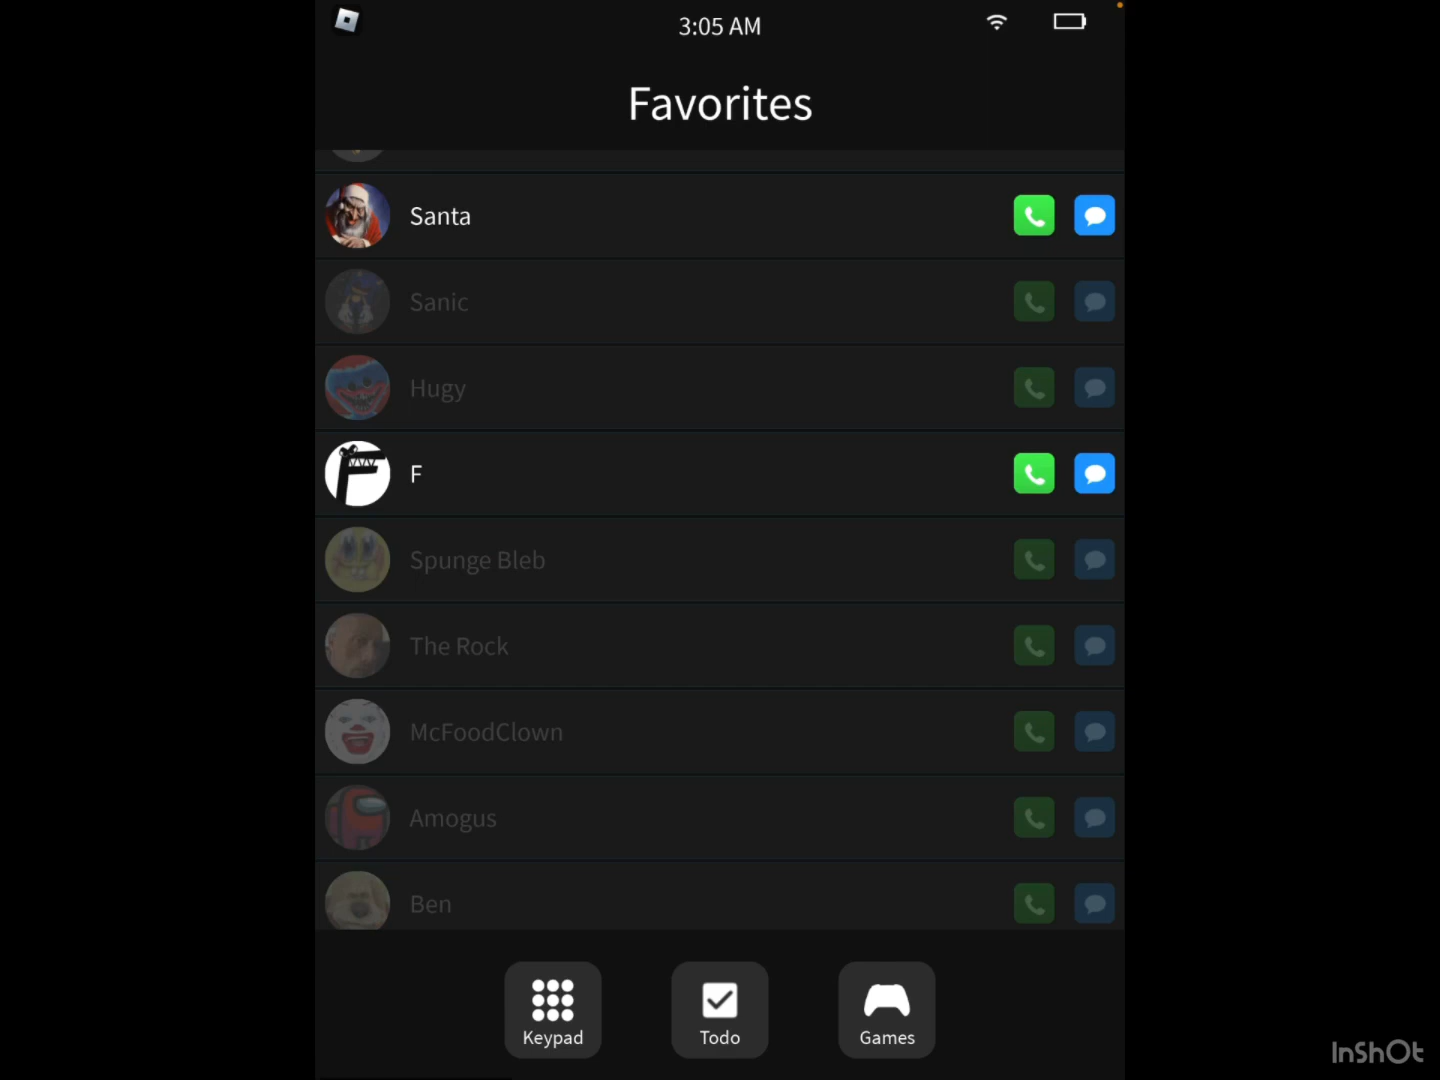 3:05 AM
Favorites
Santa
Sanic
Hugy
F
Spunge Bleb
The Rock
McFoodClown
Amogus
Ben
Keypad
Todo
Games
InShOt